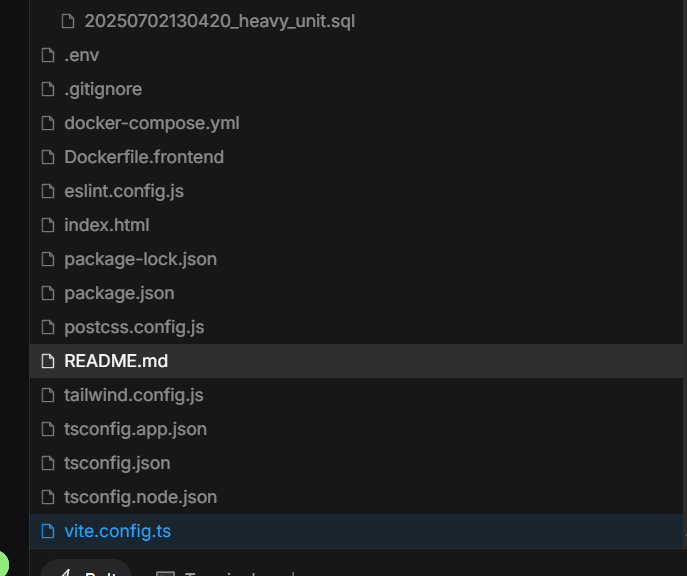 20250702130420_heavy_unit.sql
.env
.gitignore
docker-compose.yml
Dockerfile.frontend
eslint.config.js
index.html
package-lock.json
package.json
postcss.config.js
README.md
tailwind.config.js
tsconfig.app.json
tsconfig.json
tsconfig.node.json
vite.config.ts